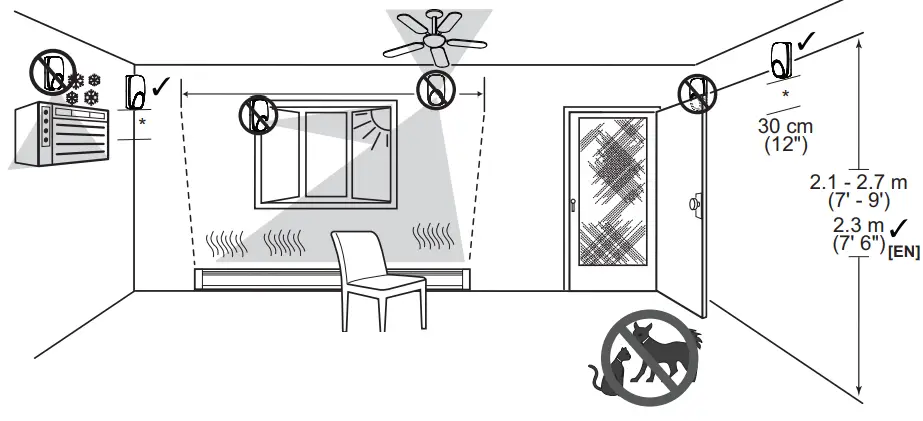 *
*
30 cm
(12")
2.1 - 2.7 m
(7' - 9')
2.3 m ✓
(7' 6") [EN]